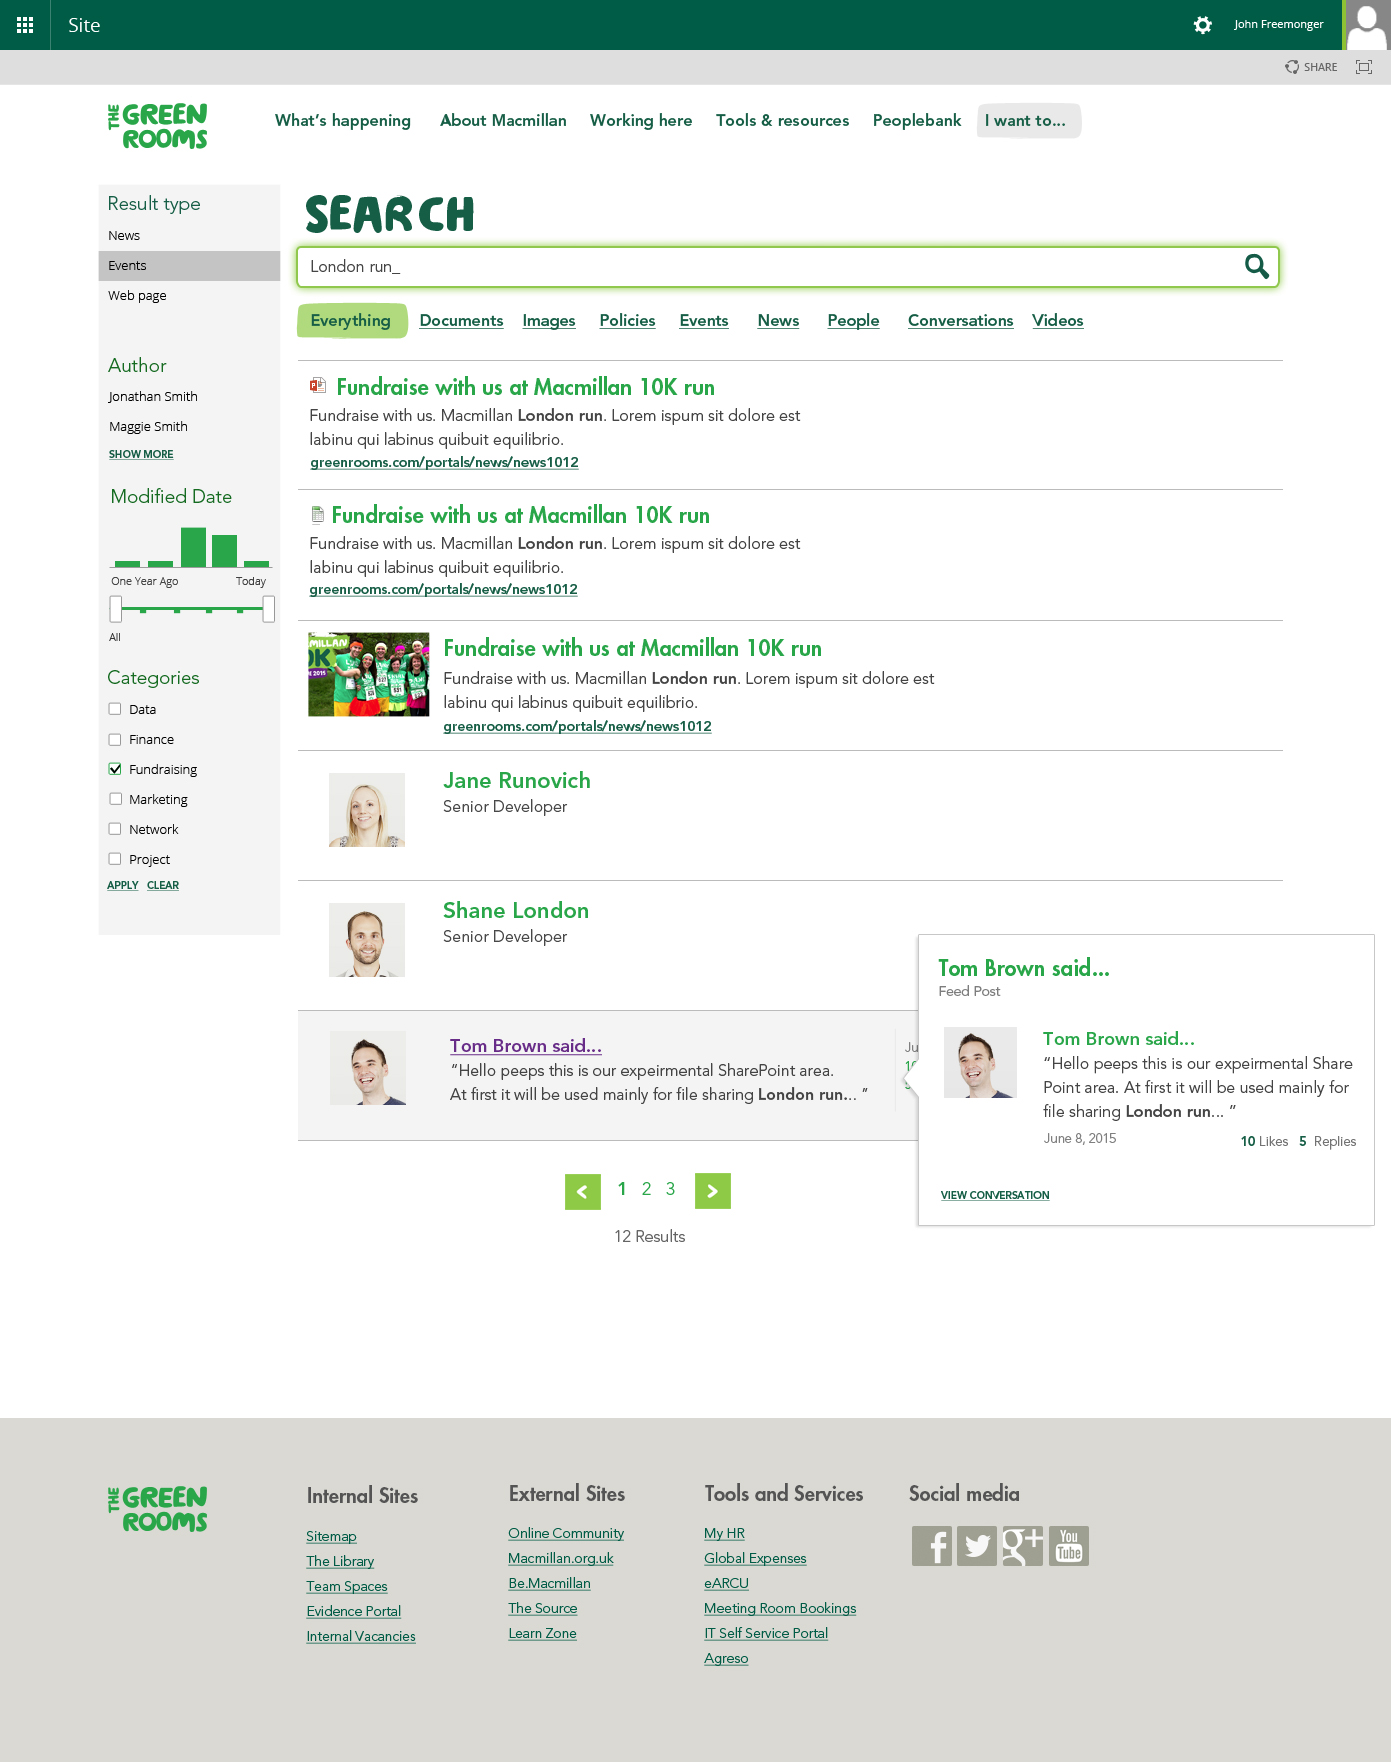 Site
John Freemonger
SHARE
THE GREEN ROOMS
What's happening
About Macmillan
Working here
Tools & resources
Peoplebank
I want to...
Result type
News
Events
Web page
Author
Jonathan Smith
Maggie Smith
SHOW MORE
Modified Date
One Year Ago Today
All
Categories
Data
Finance
Fundraising
Marketing
Network
Project
APPLY CLEAR
SEARCH
London run_
Everything Documents Images Policies Events News People Conversations Videos
Fundraise with us at Macmillan 10K run
Fundraise with us. Macmillan London run. Lorem ispum sit dolore est
labinu qui labinus quibuit equilibrio.
greenrooms.com/portals/news/news1012
Fundraise with us at Macmillan 10K run
Fundraise with us. Macmillan London run. Lorem ispum sit dolore est
labinu qui labinus quibuit equilibrio.
greenrooms.com/portals/news/news1012
Fundraise with us at Macmillan 10K run
Fundraise with us. Macmillan London run. Lorem ispum sit dolore est
labinu qui labinus quibuit equilibrio.
greenrooms.com/portals/news/news1012
Jane Runovich
Senior Developer
Shane London
Senior Developer
Tom Brown said...
“Hello peeps this is our expeirmental SharePoint area.
At first it will be used mainly for file sharing London run... ”
Tom Brown said...
Feed Post
Tom Brown said...
“Hello peeps this is our expeirmental Share
Point area. At first it will be used mainly for
file sharing London run... ”
June 8, 2015
10 Likes 5 Replies
VIEW CONVERSATION
< 1 2 3 >
12 Results
THE GREEN ROOMS
Internal Sites
Sitemap
The Library
Team Spaces
Evidence Portal
Internal Vacancies
External Sites
Online Community
Macmillan.org.uk
Be.Macmillan
The Source
Learn Zone
Tools and Services
My HR
Global Expenses
eARCU
Meeting Room Bookings
IT Self Service Portal
Agreso
Social media
You Tube